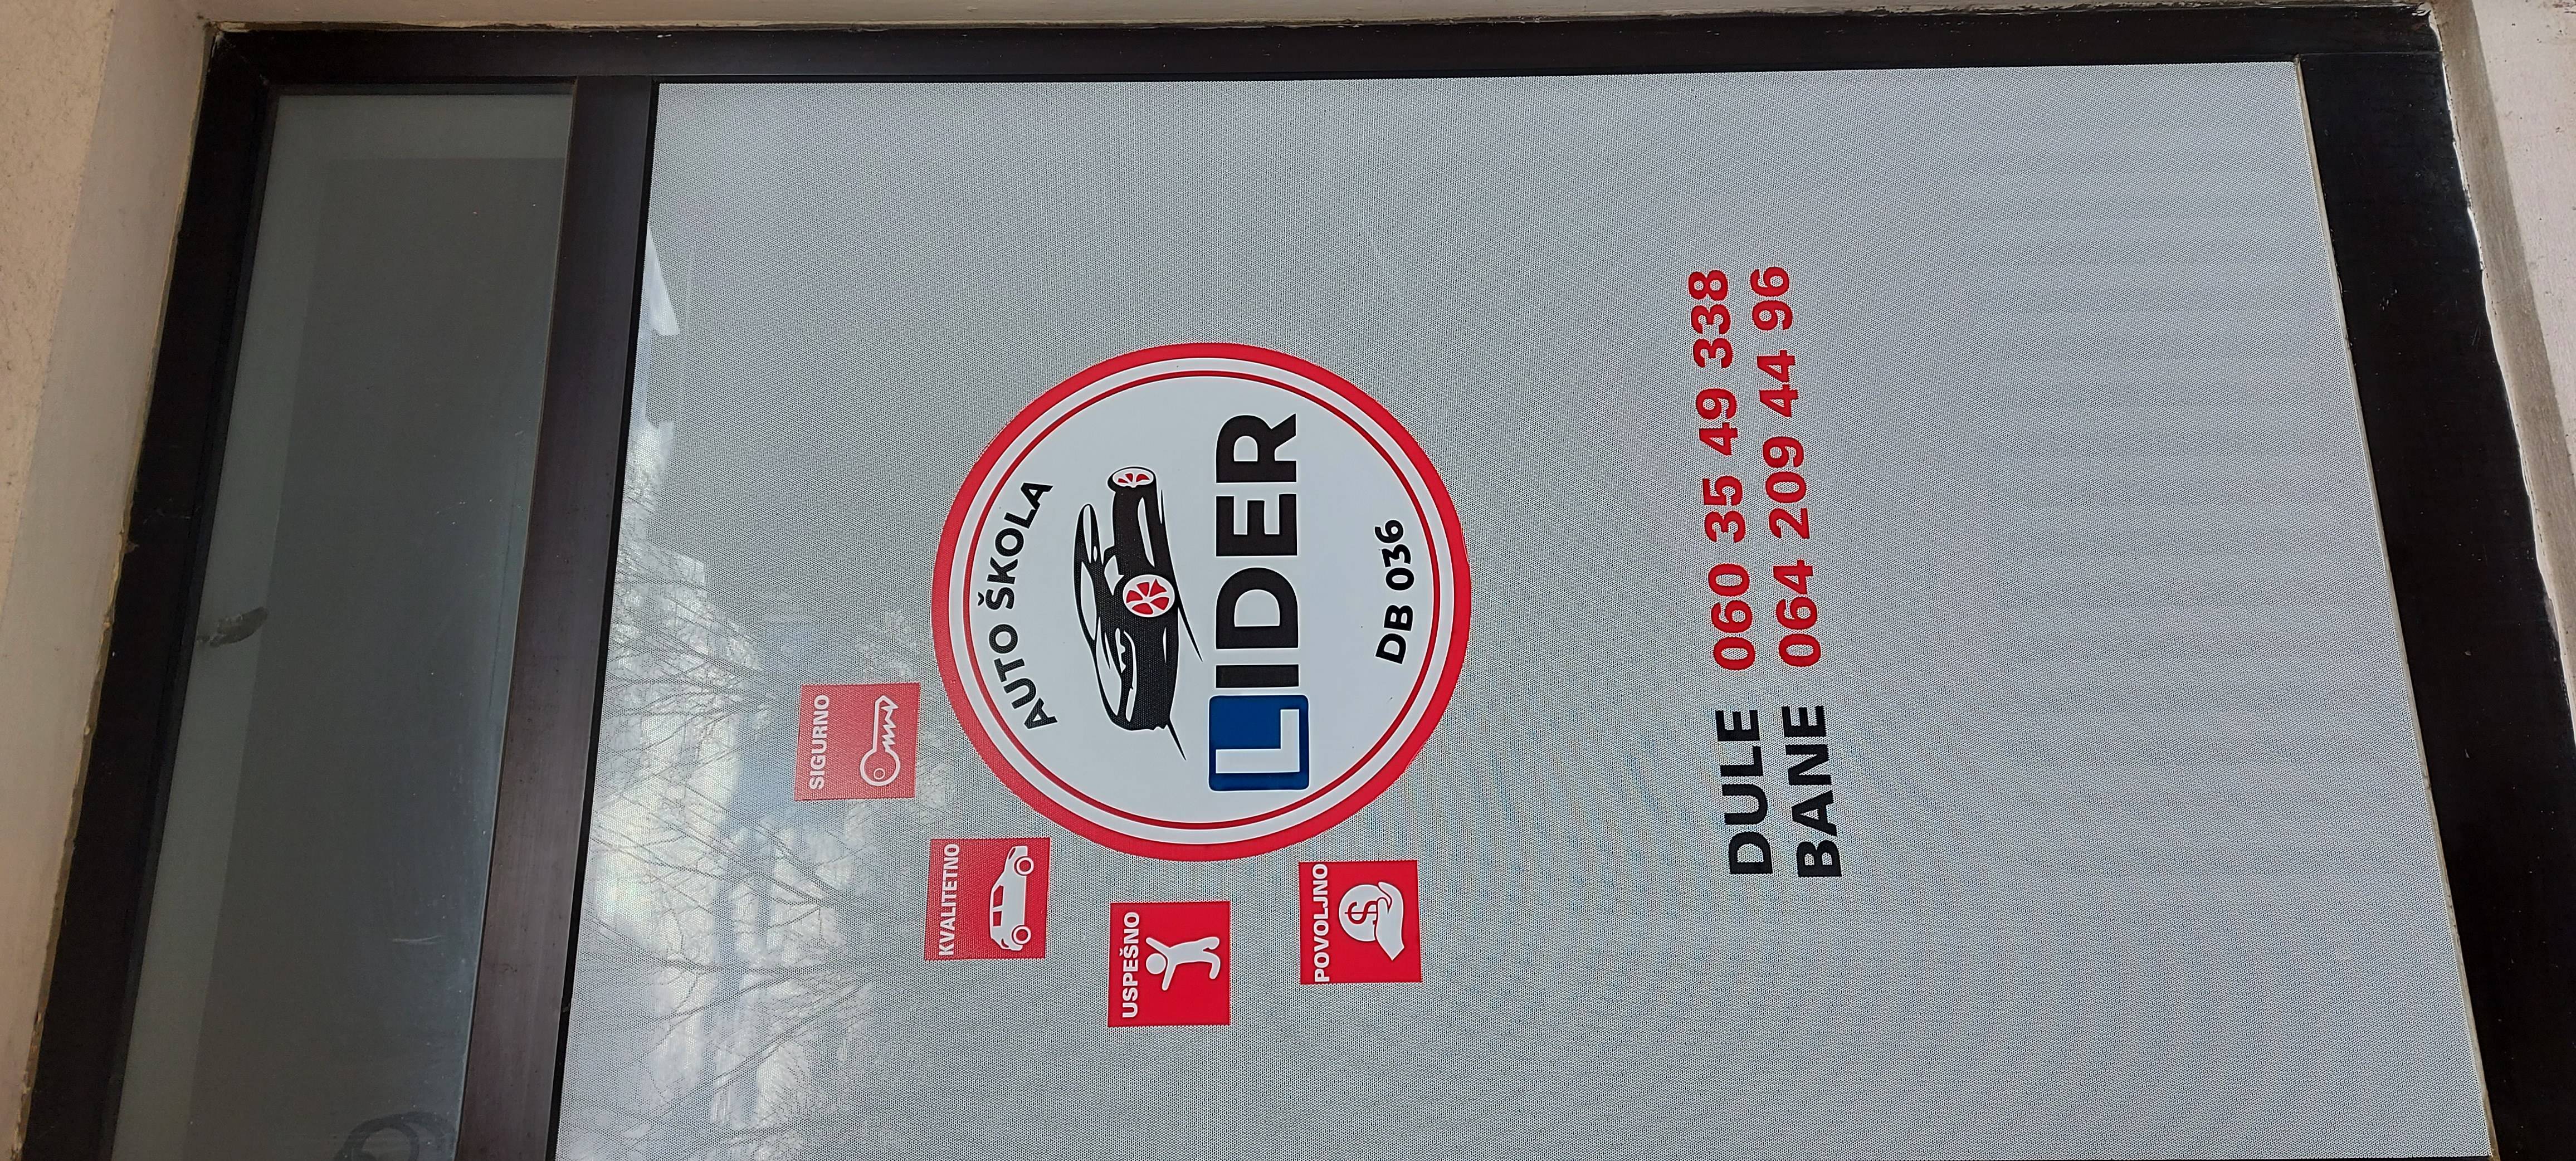 SIGURNO
KVALITETNO
USPEŠNO
POVOLJNO
$
AUTO ŠKOLA
LIDER
DB 036
DULE 060 35 49 338
BANE 064 209 44 96